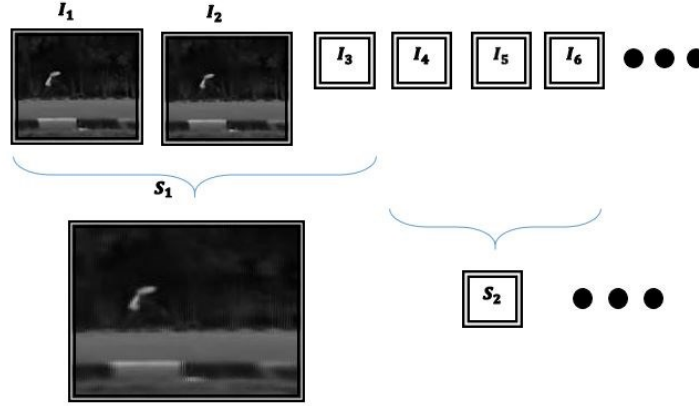 I₁ I₂
I₃ I₄ I₅ I₆
S₁
S₂